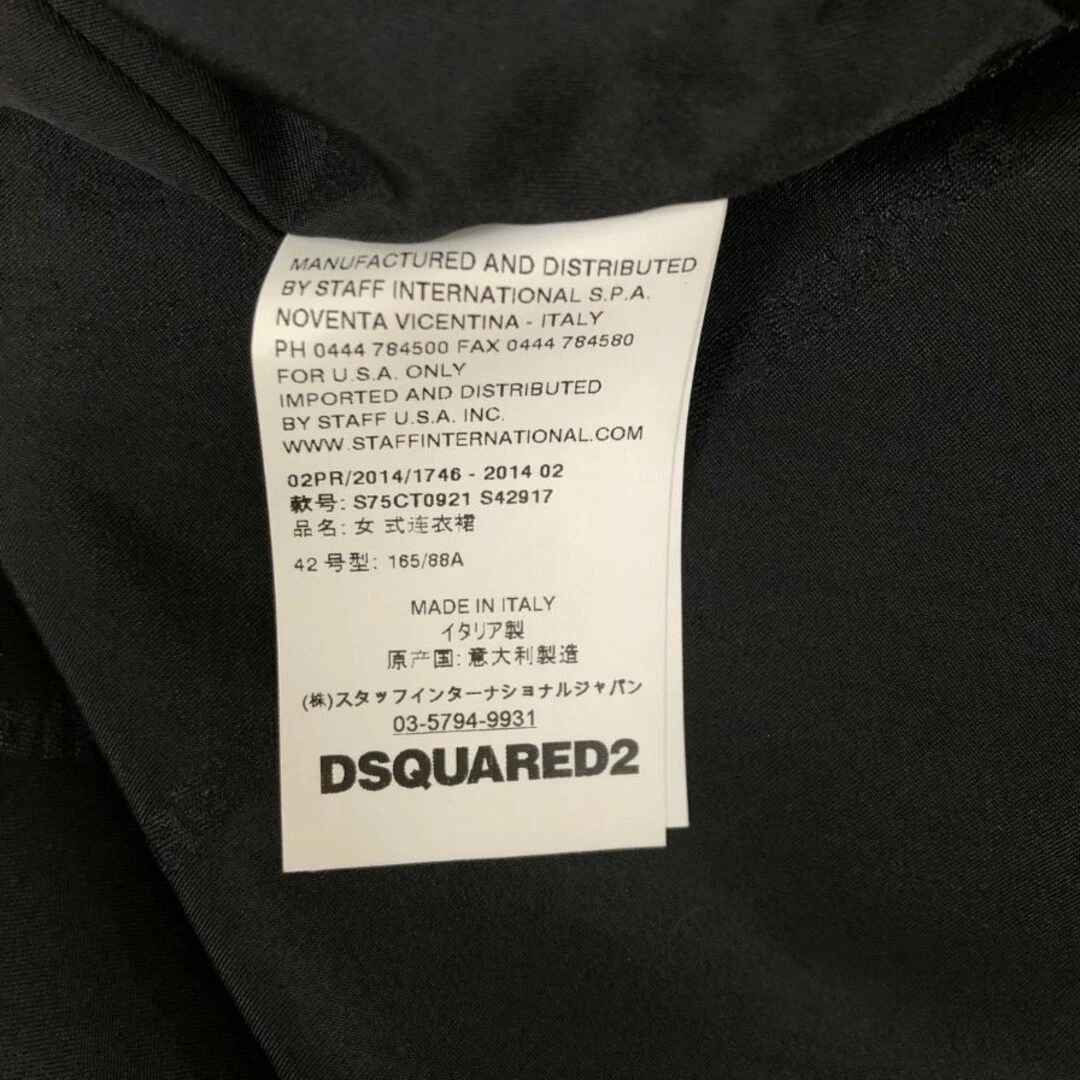 MANUFACTURED AND DISTRIBUTED
BY STAFF INTERNATIONAL S.P.A.
NOVENTA VICENTINA - ITALY
PH 0444 784500 FAX 0444 784580
FOR U.S.A. ONLY
IMPORTED AND DISTRIBUTED
BY STAFF U.S.A. INC.
WWW.STAFFINTERNATIONAL.COM
02PR/2014/1746 - 2014 02
款号: S75CT0921 S42917
品名: 女 式连衣裙
42 号型: 165/88A
MADE IN ITALY
イタリア製
原产国: 意大利製造
(株)スタッフインターナショナルジャパン
03-5794-9931
DSQUARED2